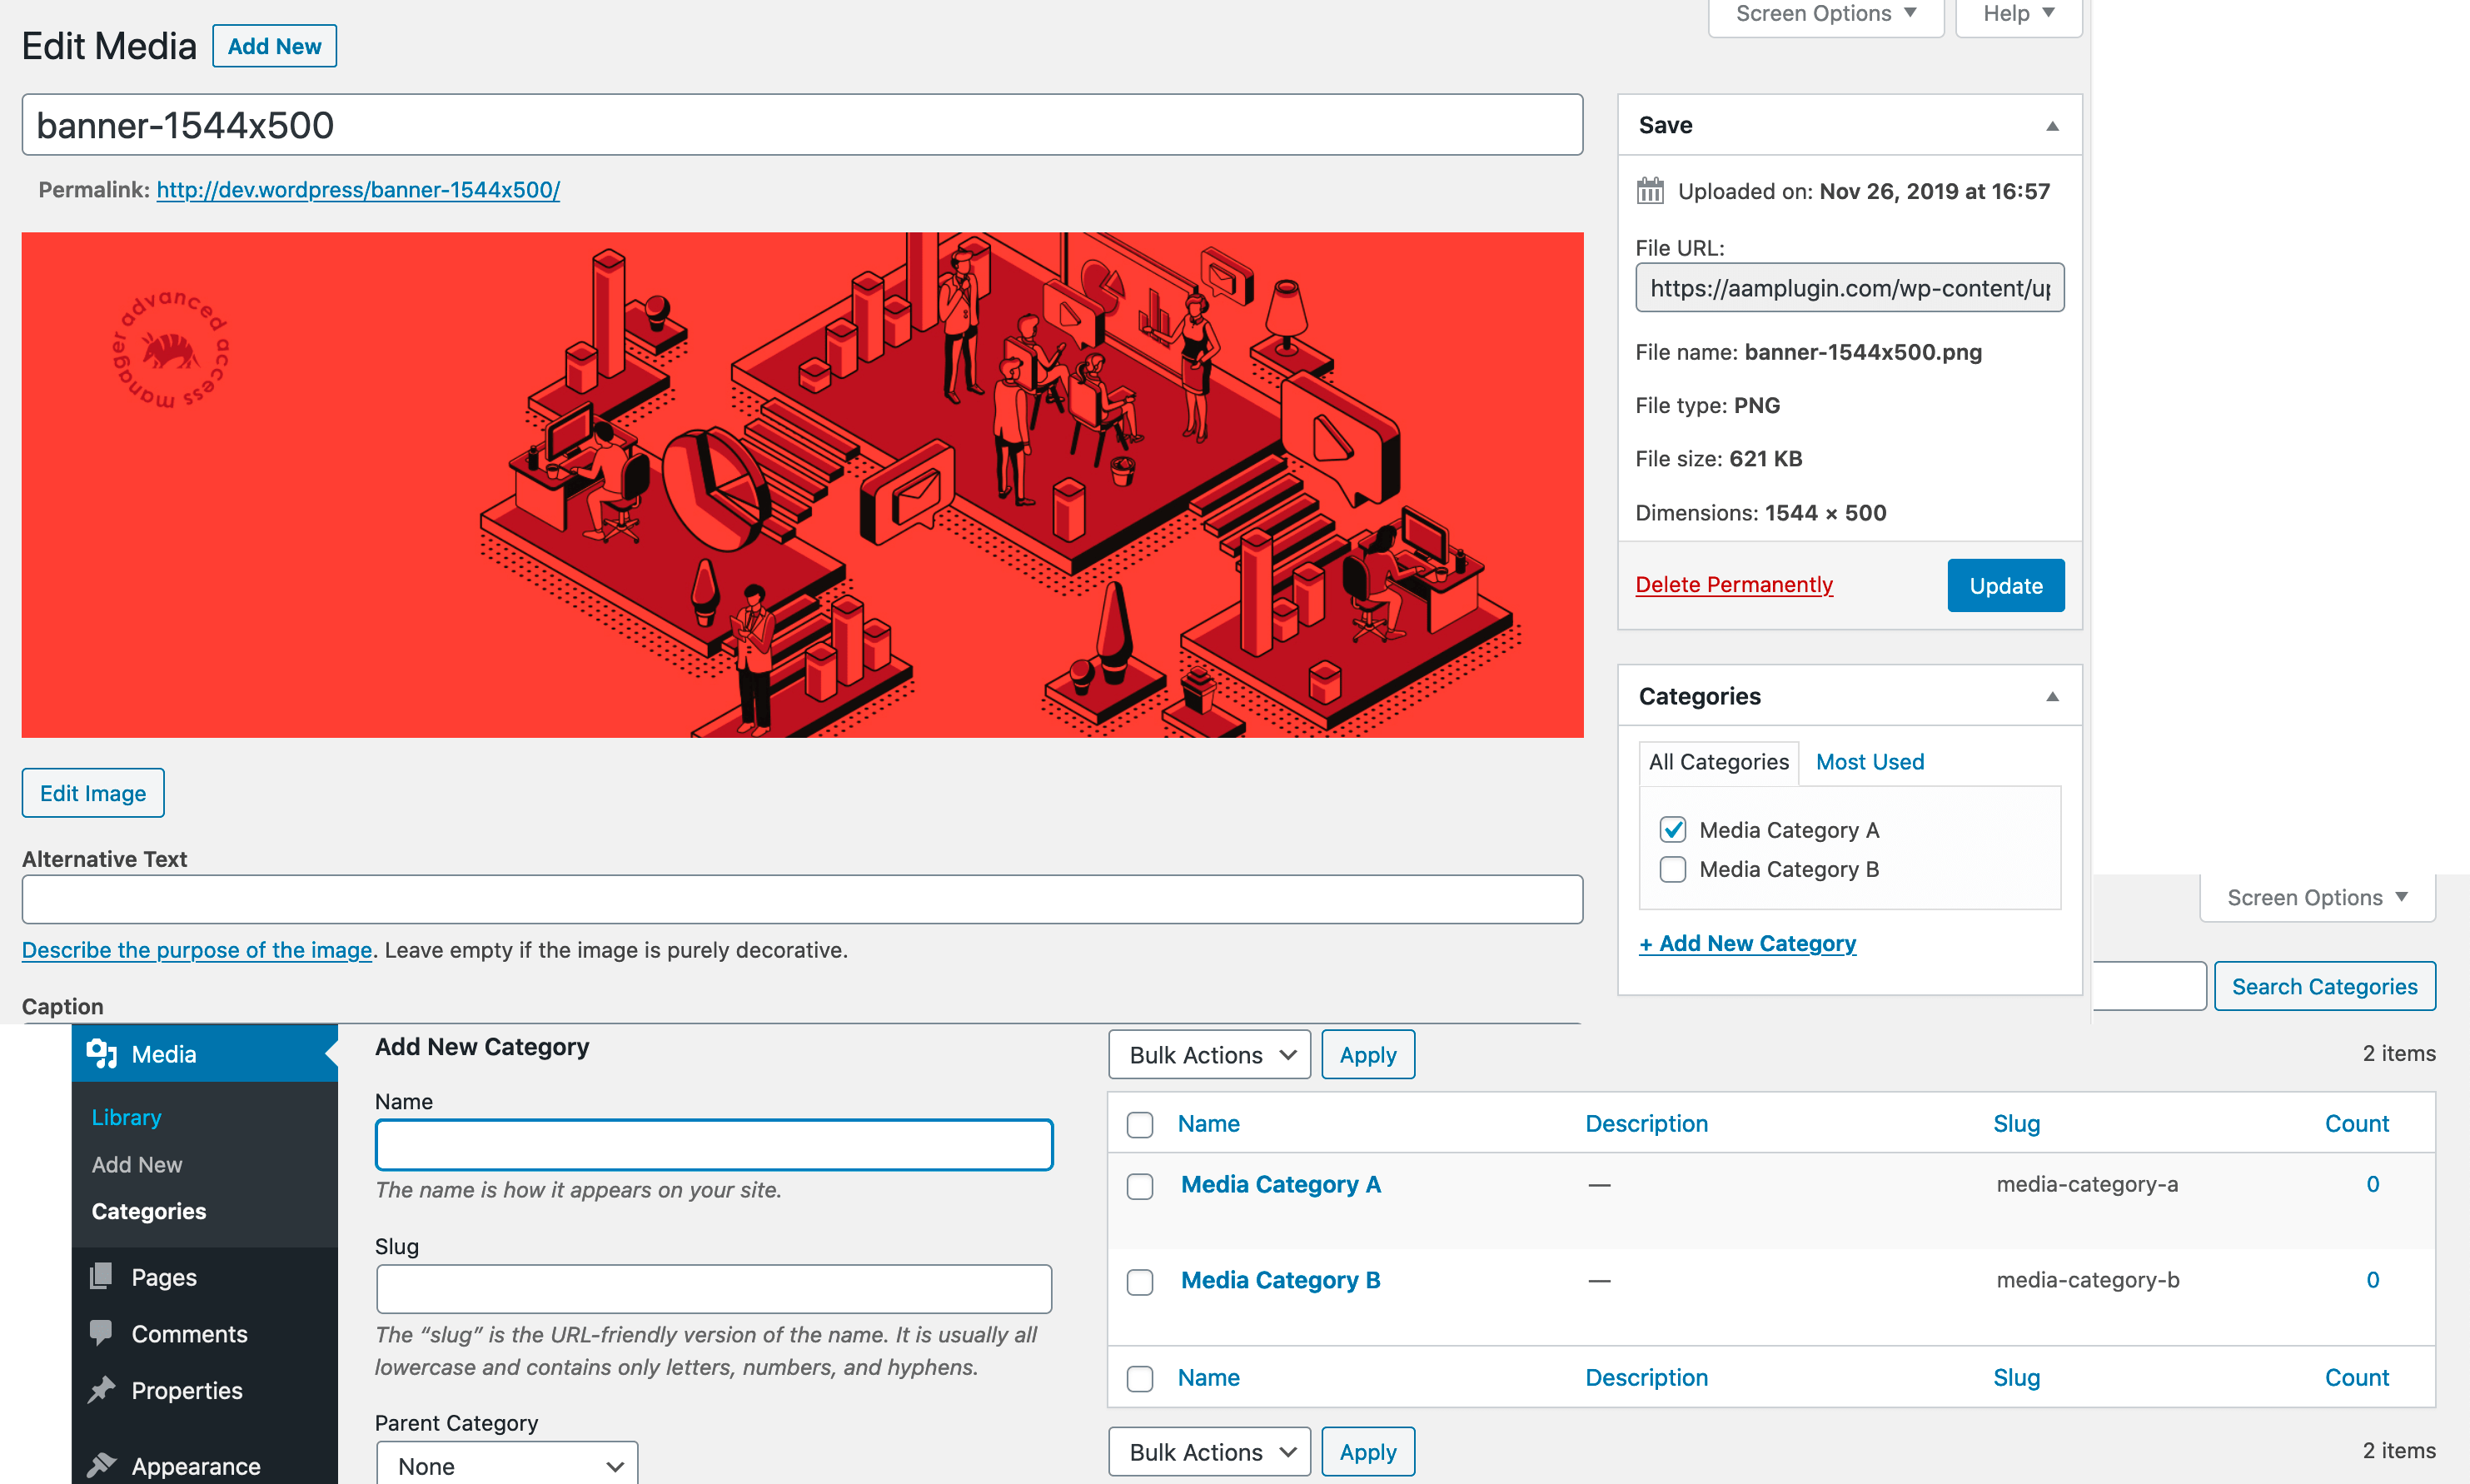 Screen Options
Help
Edit Media
Add New
banner-1544x500
Permalink: http://dev.wordpress/banner-1544x500/
advanced access manager
Edit Image
Alternative Text
Describe the purpose of the image. Leave empty if the image is purely decorative.
Caption
Save
Uploaded on: Nov 26, 2019 at 16:57
File URL:
https://aamplugin.com/wp-content/up
File name: banner-1544x500.png
File type: PNG
File size: 621 KB
Dimensions: 1544 × 500
Delete Permanently
Update
Categories
All Categories
Most Used
Media Category A
Media Category B
+ Add New Category
Screen Options
Search Categories
Media
Library
Add New
Categories
Pages
Comments
Properties
Appearance
Add New Category
Name
The name is how it appears on your site.
Slug
The “slug” is the URL-friendly version of the name. It is usually all
lowercase and contains only letters, numbers, and hyphens.
Parent Category
None
Bulk Actions
Apply
2 items
Name Description Slug Count
Media Category A — media-category-a 0
Media Category B — media-category-b 0
Name Description Slug Count
Bulk Actions
Apply
2 items